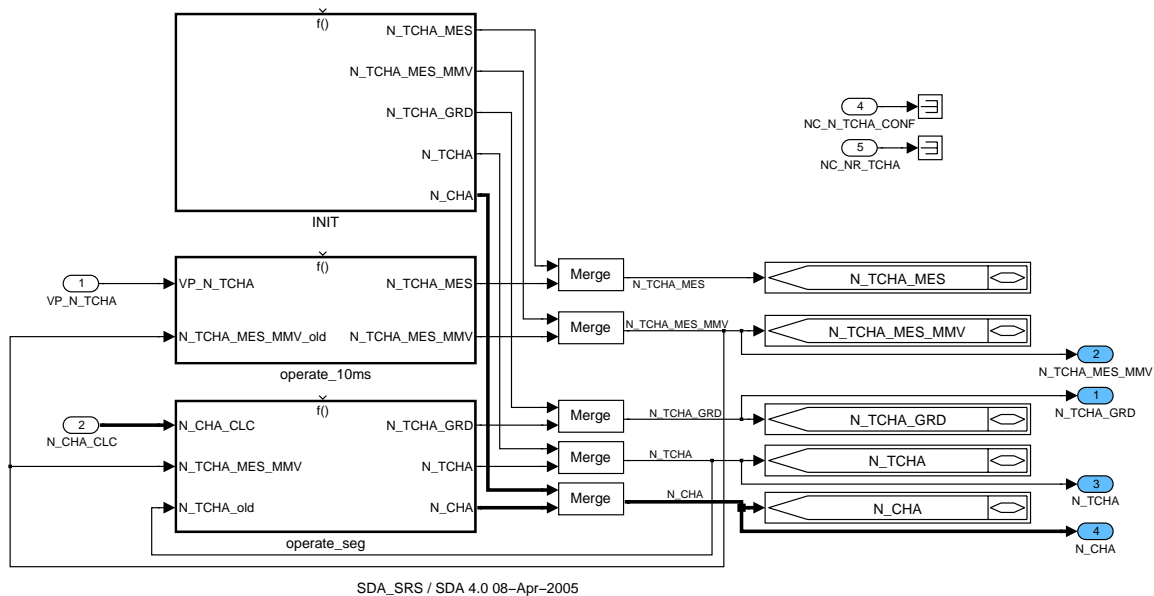 f()
N_TCHA_MES
N_TCHA_MES_MMV
N_TCHA_GRD
N_TCHA
N_CHA
INIT
4
NC_N_TCHA_CONF
5
NC_NR_TCHA
f()
1
VP_N_TCHA
VP_N_TCHA
N_TCHA_MES
N_TCHA_MES_MMV_old
N_TCHA_MES_MMV
operate_10ms
Merge
N_TCHA_MES
N_TCHA_MES
Merge
N_TCHA_MES_MMV
N_TCHA_MES_MMV
2
N_TCHA_MES_MMV
1
N_TCHA_GRD
f()
2
N_CHA_CLC
N_CHA_CLC
N_TCHA_GRD
N_TCHA_MES_MMV
N_TCHA
N_TCHA_old
N_CHA
operate_seg
Merge
N_TCHA_GRD
N_TCHA_GRD
Merge
N_TCHA
N_TCHA
3
N_TCHA
Merge
N_CHA
N_CHA
4
N_CHA
SDA_SRS / SDA 4.0 08−Apr−2005